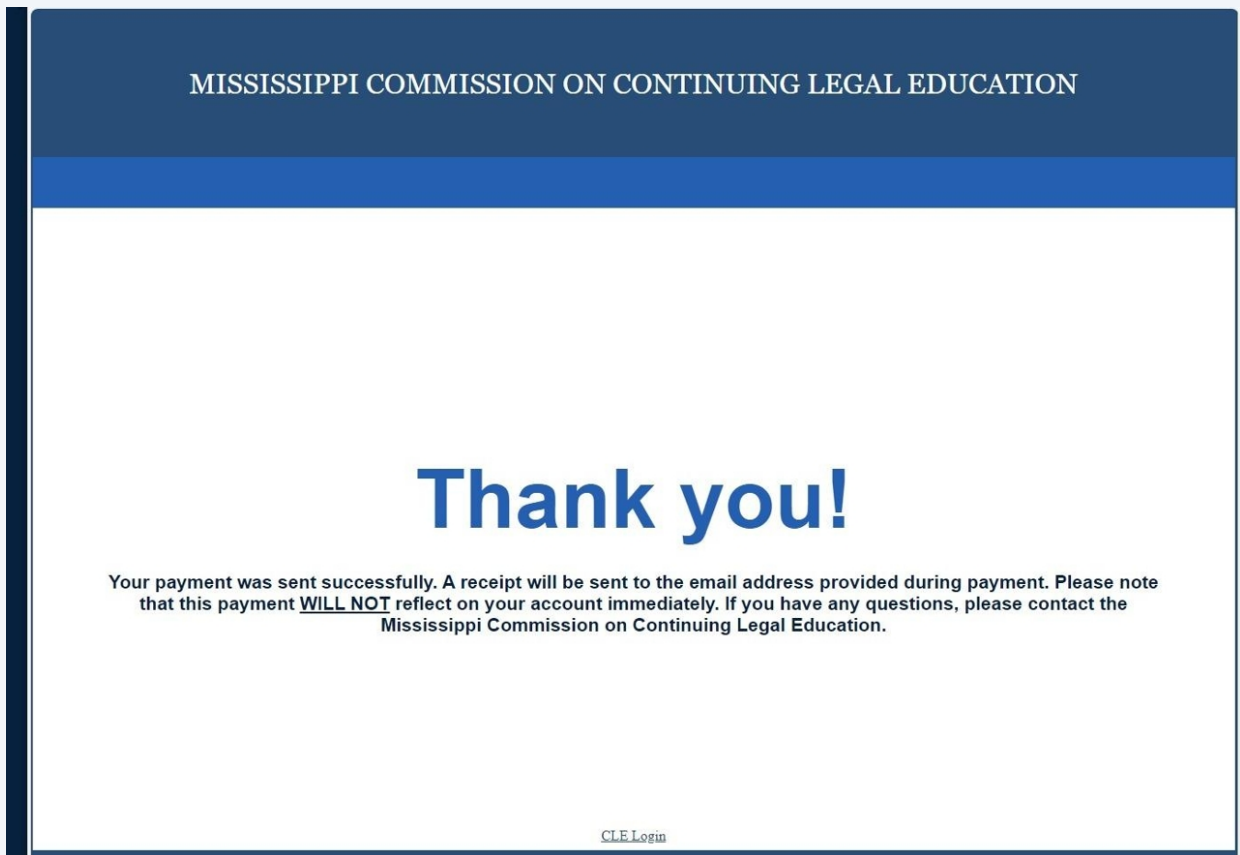 MISSISSIPPI COMMISSION ON CONTINUING LEGAL EDUCATION
Thank you!
Your payment was sent successfully. A receipt will be sent to the email address provided during payment. Please note
that this payment WILL NOT reflect on your account immediately. If you have any questions, please contact the
Mississippi Commission on Continuing Legal Education.
CLE Login